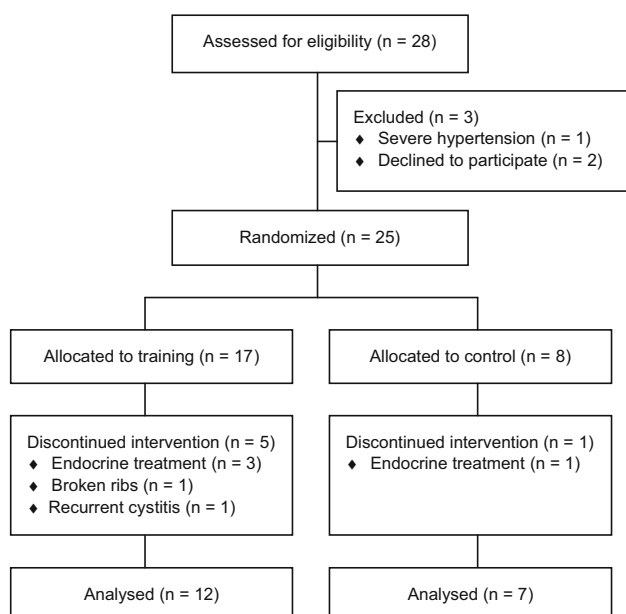 Assessed for eligibility (n = 28)
Excluded (n = 3)
♦ Severe hypertension (n = 1)
♦ Declined to participate (n = 2)
Randomized (n = 25)
Allocated to training (n = 17)
Allocated to control (n = 8)
Discontinued intervention (n = 5)
♦ Endocrine treatment (n = 3)
♦ Broken ribs (n = 1)
♦ Recurrent cystitis (n = 1)
Discontinued intervention (n = 1)
♦ Endocrine treatment (n = 1)
Analysed (n = 12)
Analysed (n = 7)